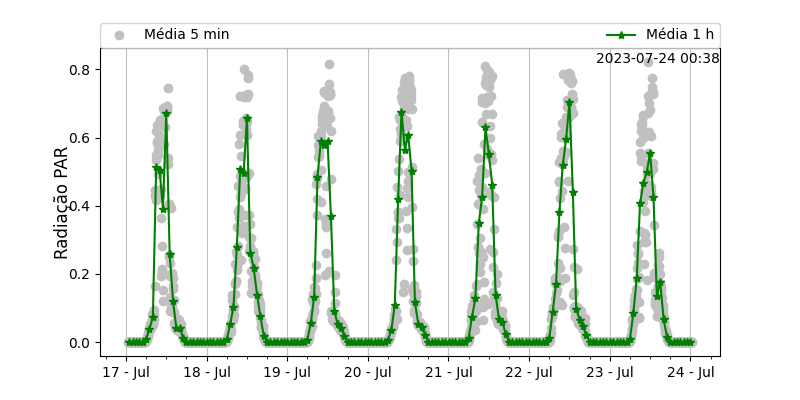 Média 5 min
Média 1 h
2023-07-24 00:38
Radiação PAR
0.8
0.6
0.4
0.2
0.0
17 - Jul
18 - Jul
19 - Jul
20 - Jul
21 - Jul
22 - Jul
23 - Jul
24 - Jul